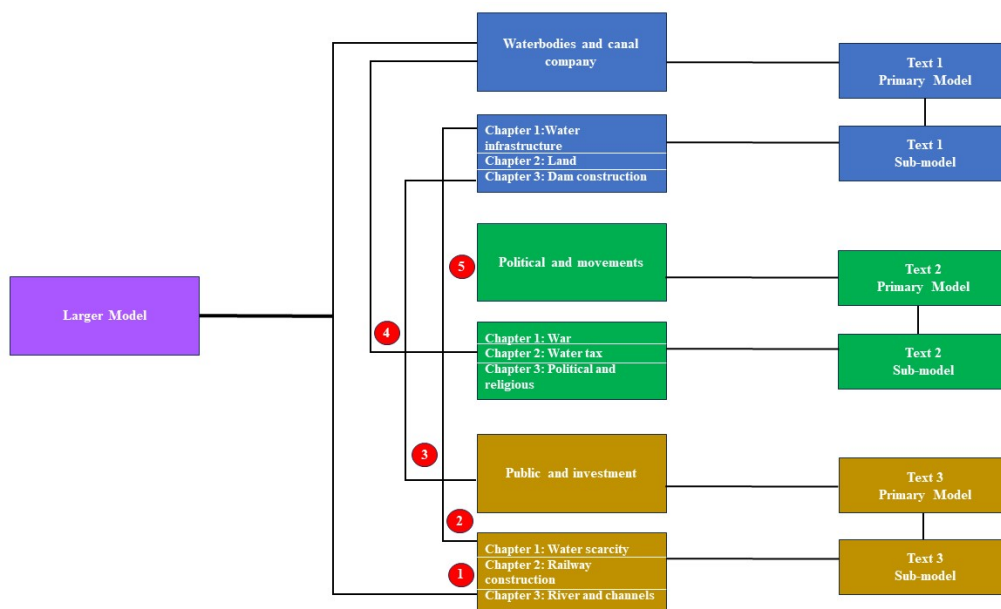 Waterbodies and canal
company
Text 1
Primary Model
Chapter 1:Water
infrastructure
Chapter 2: Land
Chapter 3: Dam construction
Text 1
Sub-model
5
Political and movements
Text 2
Primary Model
Larger Model
4
Chapter 1: War
Chapter 2: Water tax
Chapter 3: Political and
religious
Text 2
Sub-model
3
Public and investment
Text 3
Primary Model
2
1
Chapter 1: Water scarcity
Chapter 2: Railway
construction
Chapter 3: River and channels
Text 3
Sub-model